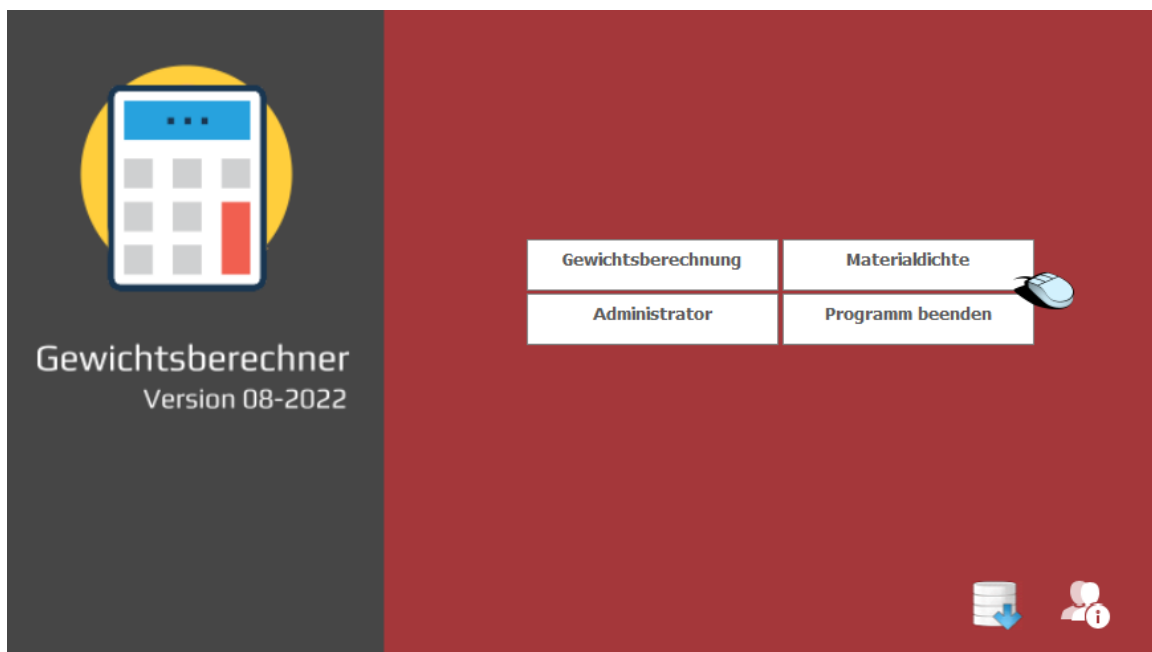 Gewichtsberechnung
Materialdichte
Administrator
Programm beenden
Gewichtsberechner
Version 08-2022
i